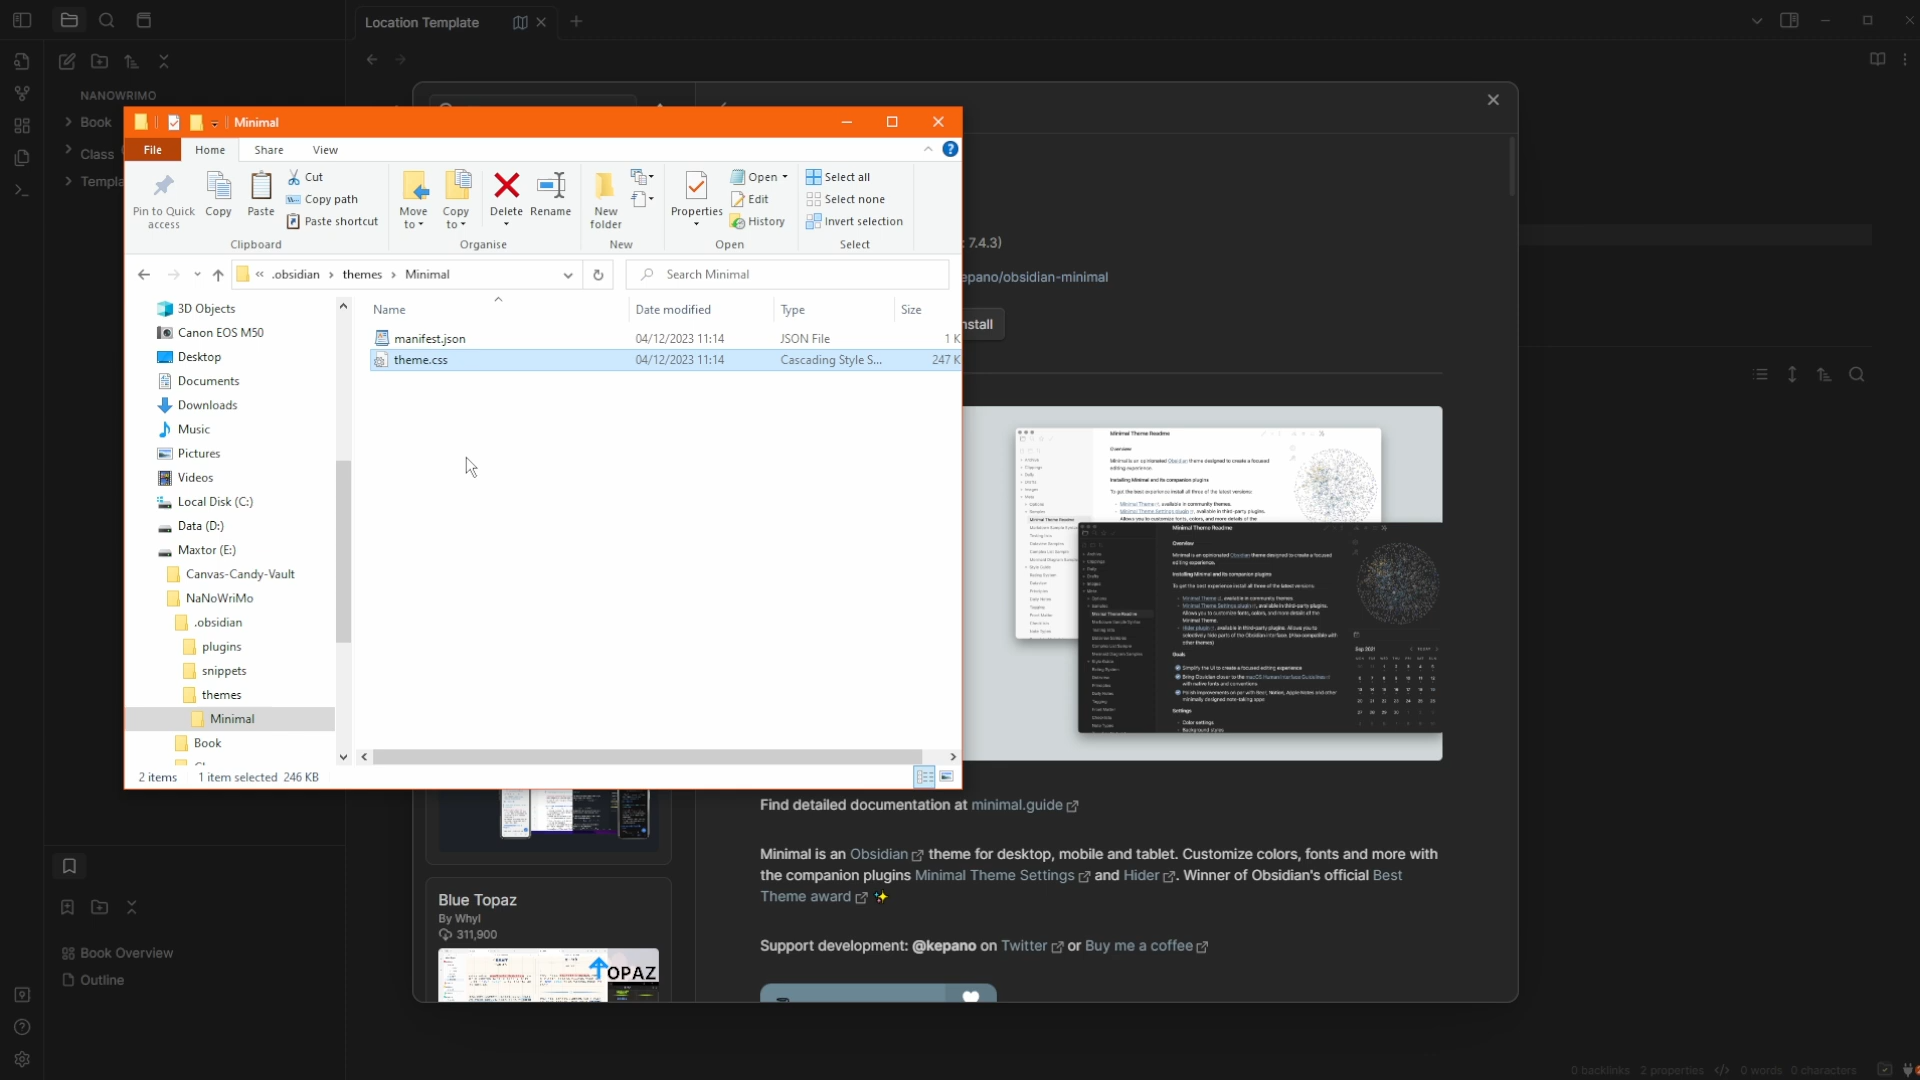 Location Template
NANOWRIMO
Book
Class
Templa
Minimal
File
Home
Share
View
Pin to Quick access
Copy
Paste
Cut
Copy path
Paste shortcut
Clipboard
Move to
Copy to
Delete
Rename
Organise
New folder
New
Properties
Open
Edit
History
Open
Select all
Select none
Invert selection
Select
« .obsidian › themes › Minimal
Search Minimal
Name
Date modified
Type
Size
manifest.json
04/12/2023 11:14
JSON File
1 K
theme.css
04/12/2023 11:14
Cascading Style S...
247 K
3D Objects
Canon EOS M50
Desktop
Documents
Downloads
Music
Pictures
Videos
Local Disk (C:)
Data (D:)
Maxtor (E:)
Canvas-Candy-Vault
NaNoWriMo
.obsidian
plugins
snippets
themes
Minimal
Book
2 items
1 item selected 246 KB
: 7.4.3)
epano/obsidian-minimal
nstall
Minimal Theme Readme
Overview
Minimal Theme Readme
Overview
Find detailed documentation at minimal.guide
Minimal is an Obsidian theme for desktop, mobile and tablet. Customize colors, fonts and more with
the companion plugins Minimal Theme Settings and Hider. Winner of Obsidian's official Best
Theme award
Support development: @kepano on Twitter or Buy me a coffee
Blue Topaz
By Whyl
311,900
OPAZ
Book Overview
Outline
0 backlinks
2 properties
0 words
0 characters